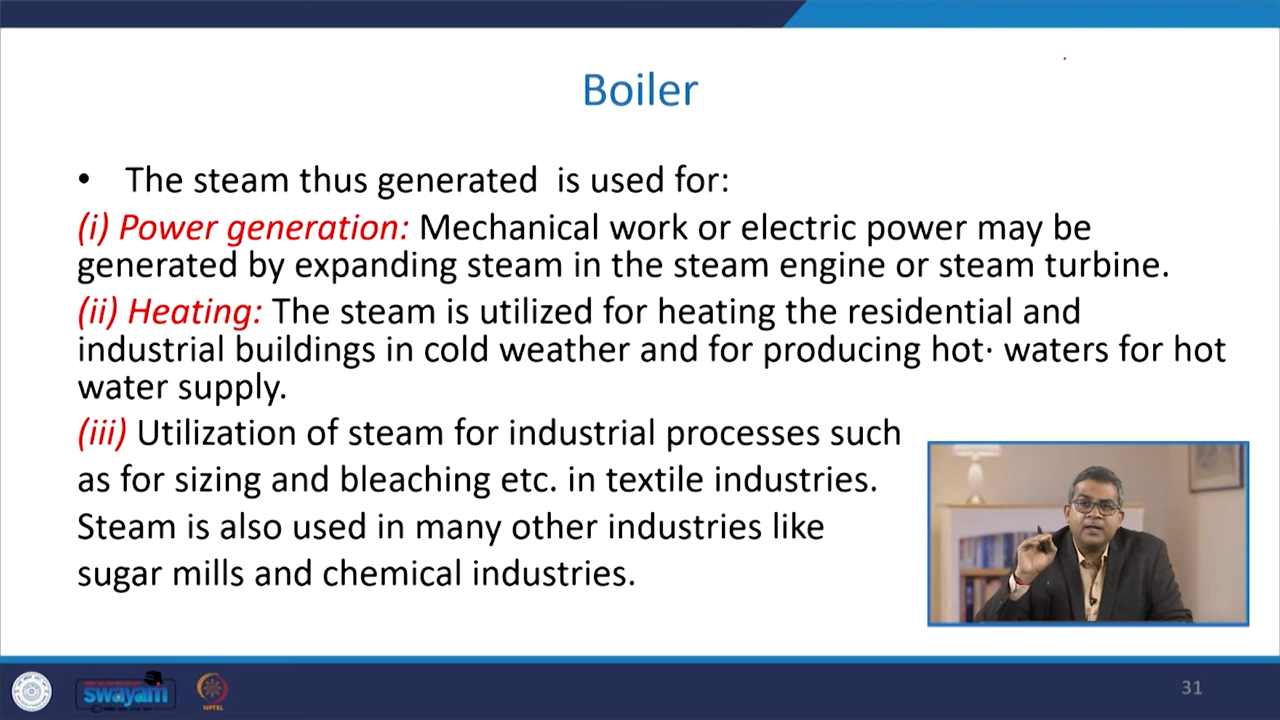 Boiler
• The steam thus generated is used for:
(i) Power generation: Mechanical work or electric power may be
generated by expanding steam in the steam engine or steam turbine.
(ii) Heating: The steam is utilized for heating the residential and
industrial buildings in cold weather and for producing hot· waters for hot
water supply.
(iii) Utilization of steam for industrial processes such
as for sizing and bleaching etc. in textile industries.
Steam is also used in many other industries like
sugar mills and chemical industries.
swayam
NPTEL
31